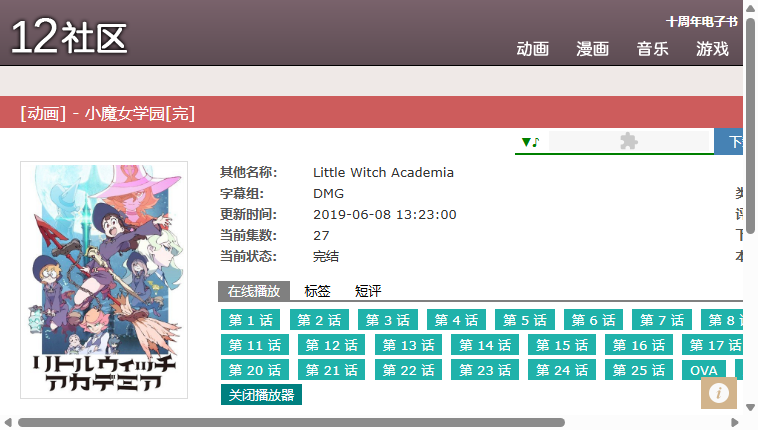 12社区
十周年电子书
动画 漫画 音乐 游戏
[动画] - 小魔女学园[完]
▼♪
其他名称: Little Witch Academia
字幕组: DMG
更新时间: 2019-06-08 13:23:00
当前集数: 27
当前状态: 完结
在线播放 标签 短评
第 1 话 第 2 话 第 3 话 第 4 话 第 5 话 第 6 话 第 7 话 第 8
第 11 话 第 12 话 第 13 话 第 14 话 第 15 话 第 16 话 第 17 话
第 20 话 第 21 话 第 22 话 第 23 话 第 24 话 第 25 话 OVA
关闭播放器
リトルウィッチ
アカデミア